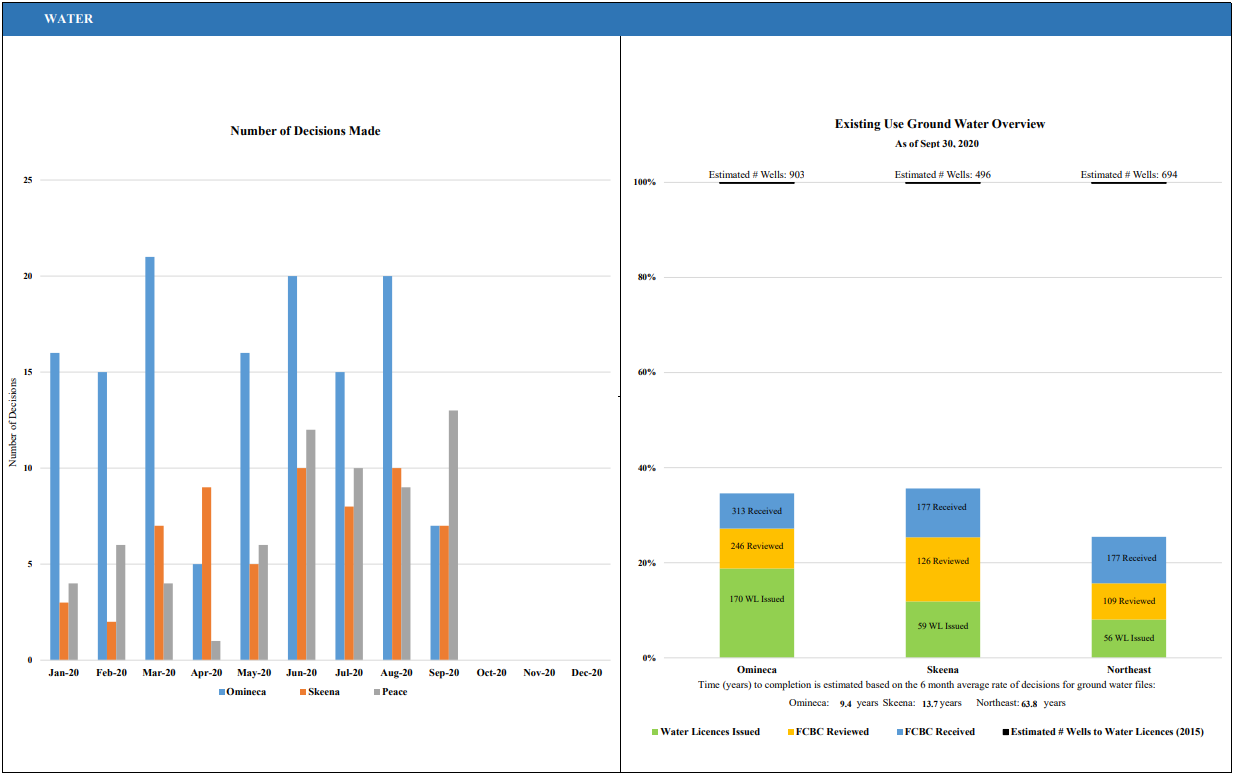 WATER
Number of Decisions Made
25
20
15
10
5
0
Number of Decisions
Jan-20 Feb-20 Mar-20 Apr-20 May-20 Jun-20 Jul-20 Aug-20 Sep-20 Oct-20 Nov-20 Dec-20
Omineca Skeena Peace
Existing Use Ground Water Overview
As of Sept 30, 2020
Estimated # Wells: 903 Estimated # Wells: 496 Estimated # Wells: 694
100%
80%
60%
40%
20%
0%
313 Received
246 Reviewed
170 WL Issued
177 Received
126 Reviewed
59 WL Issued
177 Received
109 Reviewed
56 WL Issued
Omineca Skeena Northeast
Time (years) to completion is estimated based on the 6 month average rate of decisions for ground water files:
Omineca: 9.4 years Skeena: 13.7 years Northeast: 63.8 years
Water Licences Issued FCBC Reviewed FCBC Received Estimated # Wells to Water Licences (2015)